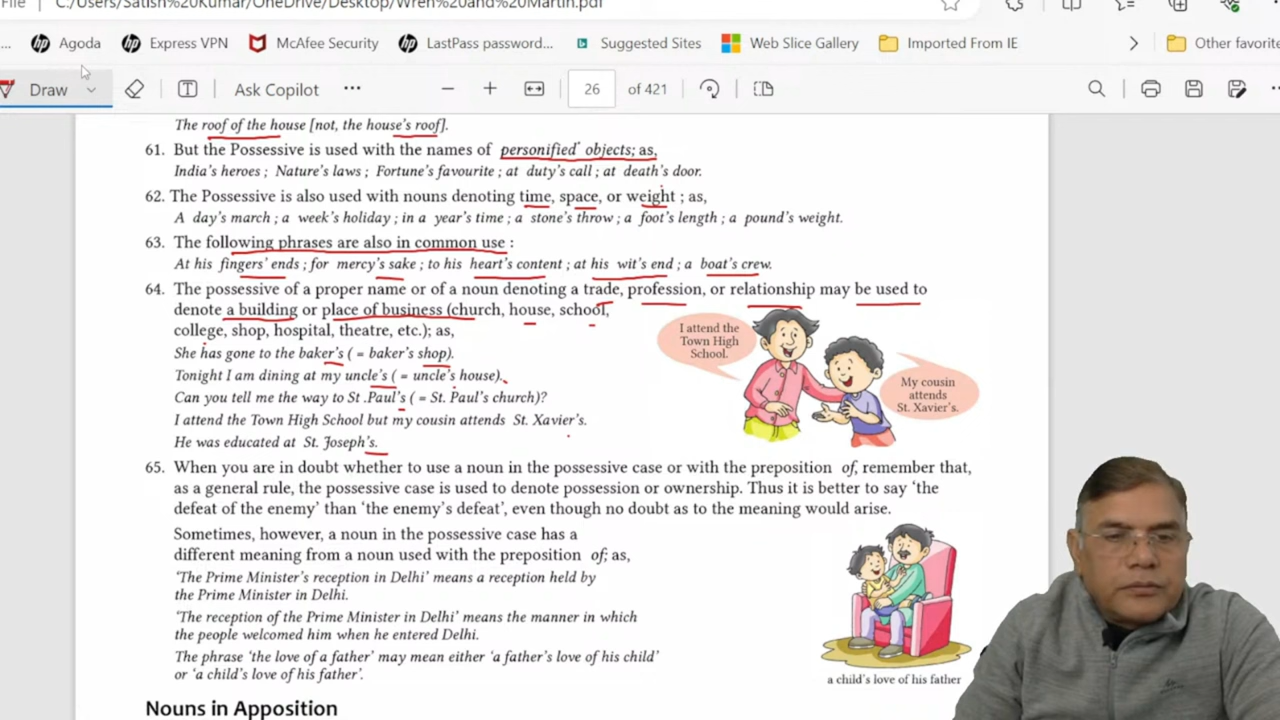 File C:/Users/Satish%20Kumar/OneDrive/Desktop/Wren%20and%20Martin.pdf
... Agoda Express VPN McAfee Security LastPass password... Suggested Sites Web Slice Gallery Imported From IE Other favorite
Draw Ask Copilot ... 26 of 421
The roof of the house [not, the house's roof].
61. But the Possessive is used with the names of personified' objects; as,
India's heroes ; Nature's laws ; Fortune's favourite ; at duty's call ; at death's door.
62. The Possessive is also used with nouns denoting time, space, or weight ; as,
A day's march ; a week's holiday ; in a year's time ; a stone's throw ; a foot's length ; a pound's weight.
63. The following phrases are also in common use :
At his fingers' ends ; for mercy's sake ; to his heart's content ; at his wit's end ; a boat's crew.
64. The possessive of a proper name or of a noun denoting a trade, profession, or relationship may be used to
denote a building or place of business (church, house, school,
college, shop, hospital, theatre, etc.); as,
She has gone to the baker's ( = baker's shop).
Tonight I am dining at my uncle's ( = uncle's house).
Can you tell me the way to St .Paul's ( = St. Paul's church)?
I attend the Town High School but my cousin attends St. Xavier's.
He was educated at St. Joseph's.
I attend the
Town High
School.
My cousin
attends
St. Xavier's.
65. When you are in doubt whether to use a noun in the possessive case or with the preposition of, remember that,
as a general rule, the possessive case is used to denote possession or ownership. Thus it is better to say 'the
defeat of the enemy' than 'the enemy's defeat', even though no doubt as to the meaning would arise.
Sometimes, however, a noun in the possessive case has a
different meaning from a noun used with the preposition of; as,
'The Prime Minister's reception in Delhi' means a reception held by
the Prime Minister in Delhi.
'The reception of the Prime Minister in Delhi' means the manner in which
the people welcomed him when he entered Delhi.
The phrase 'the love of a father' may mean either 'a father's love of his child'
or 'a child's love of his father'.
a child's love of his father
Nouns in Apposition